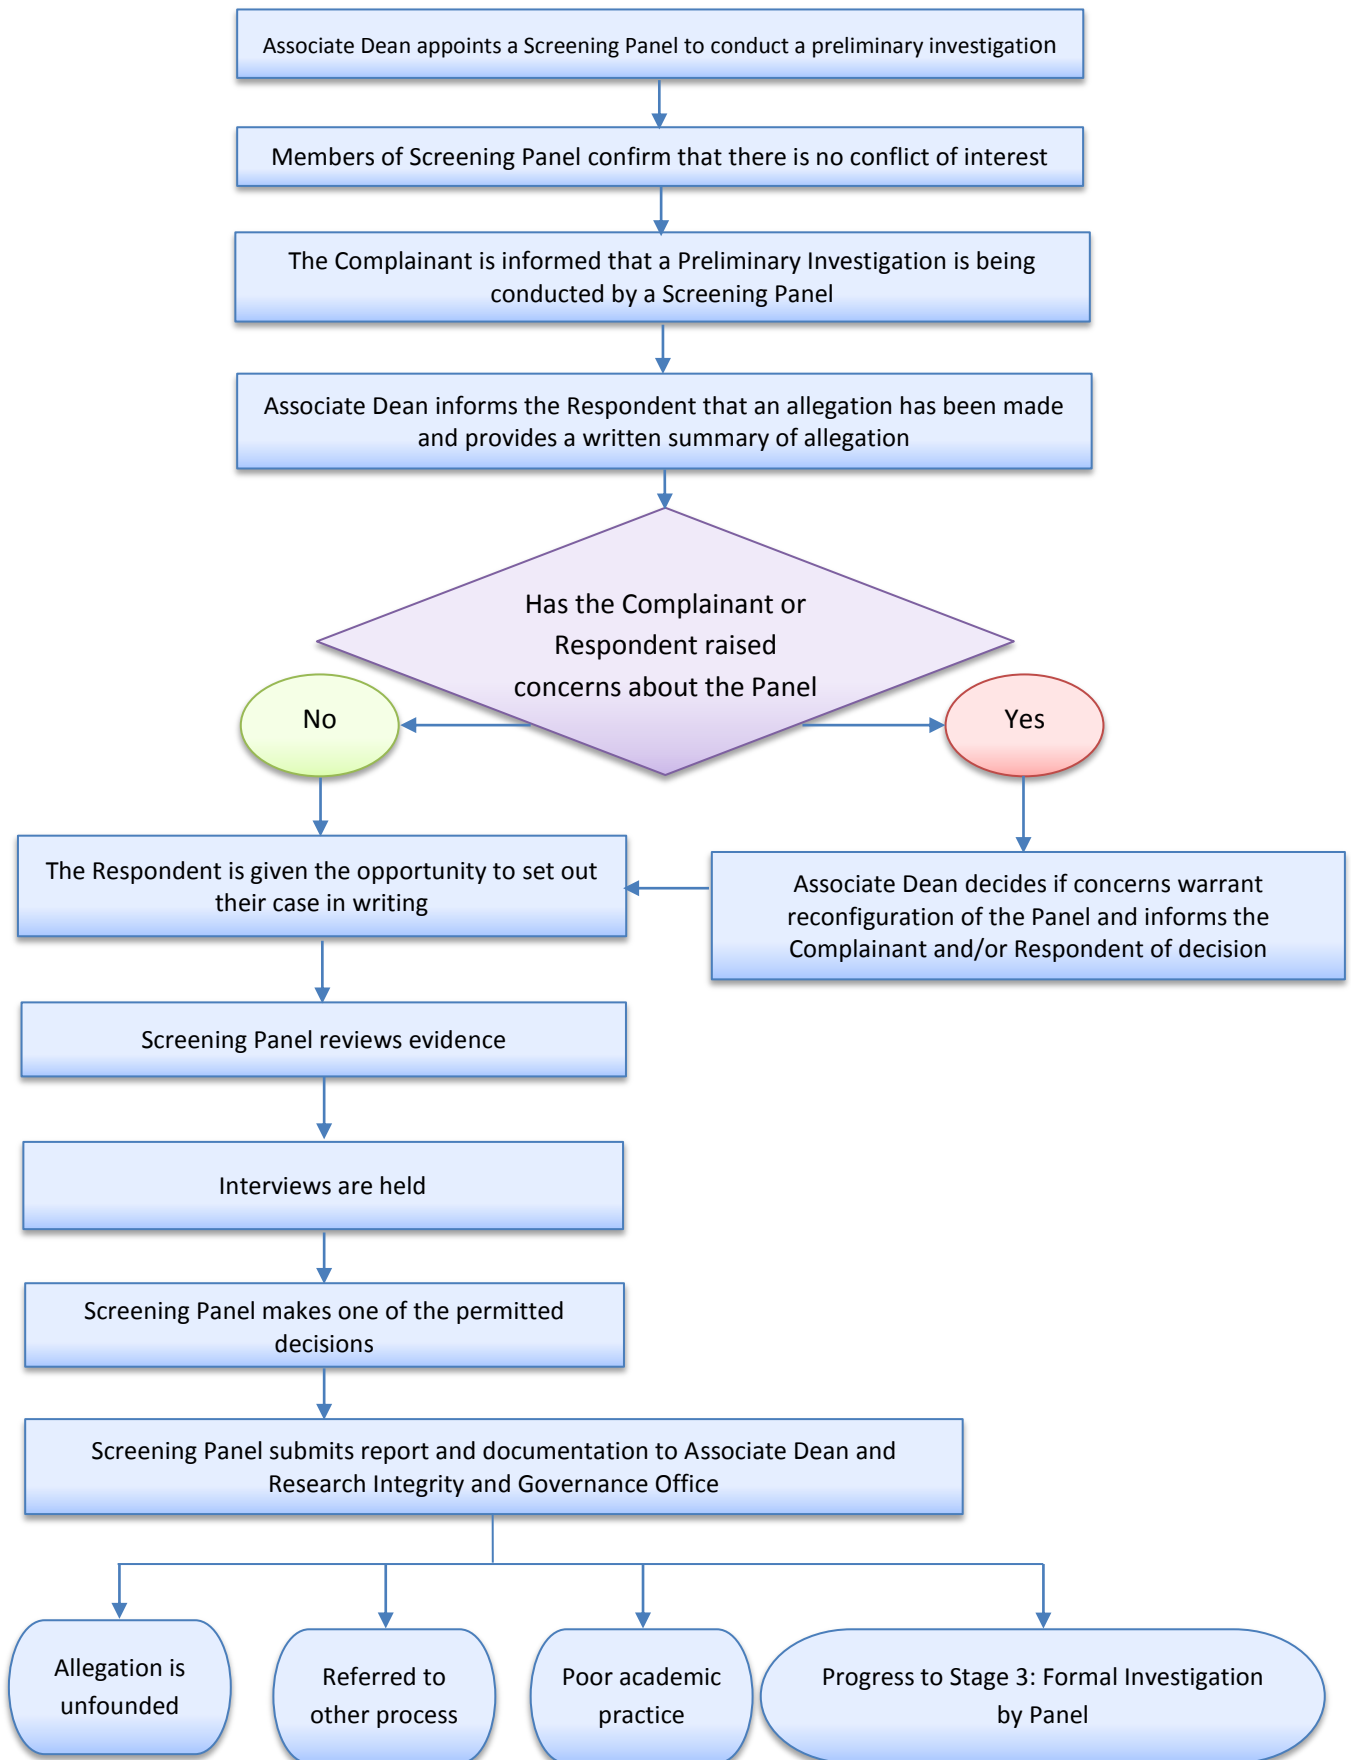 Associate Dean appoints a Screening Panel to conduct a preliminary investigation
Members of Screening Panel confirm that there is no conflict of interest
The Complainant is informed that a Preliminary Investigation is being
conducted by a Screening Panel
Associate Dean informs the Respondent that an allegation has been made
and provides a written summary of allegation
Has the Complainant or
Respondent raised
concerns about the Panel
No
Yes
The Respondent is given the opportunity to set out
their case in writing
Associate Dean decides if concerns warrant
reconfiguration of the Panel and informs the
Complainant and/or Respondent of decision
Screening Panel reviews evidence
Interviews are held
Screening Panel makes one of the permitted
decisions
Screening Panel submits report and documentation to Associate Dean and
Research Integrity and Governance Office
Allegation is
unfounded
Referred to
other process
Poor academic
practice
Progress to Stage 3: Formal Investigation
by Panel